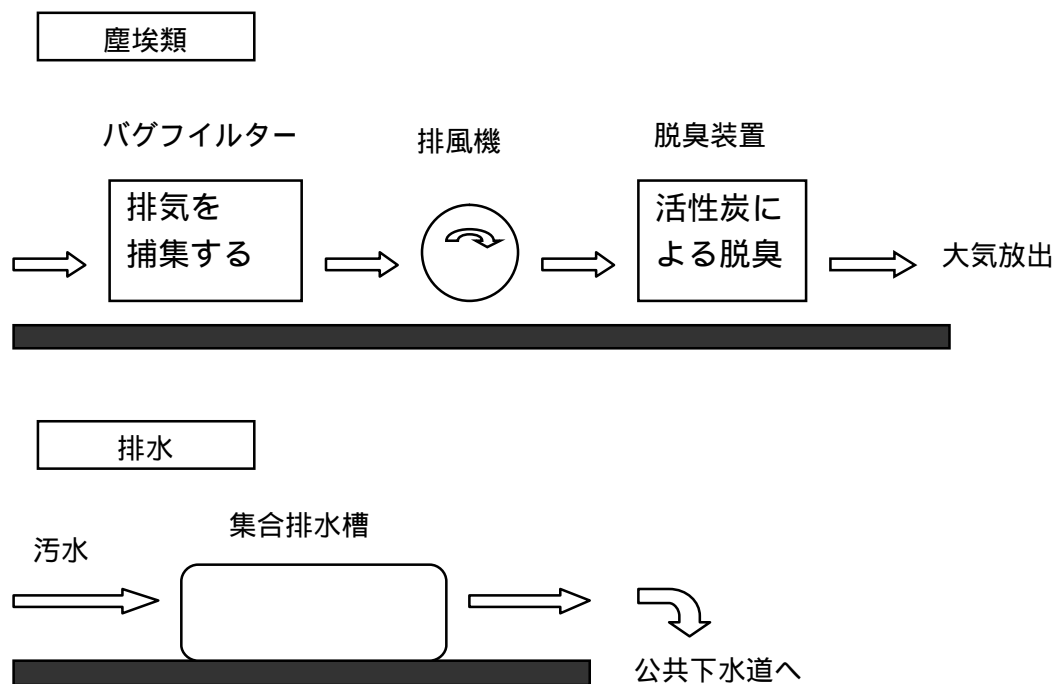 塵埃類
バグフイルター
排風機
脱臭装置
排気を
捕集する
活性炭に
よる脱臭
大気放出
排水
汚水
集合排水槽
公共下水道へ